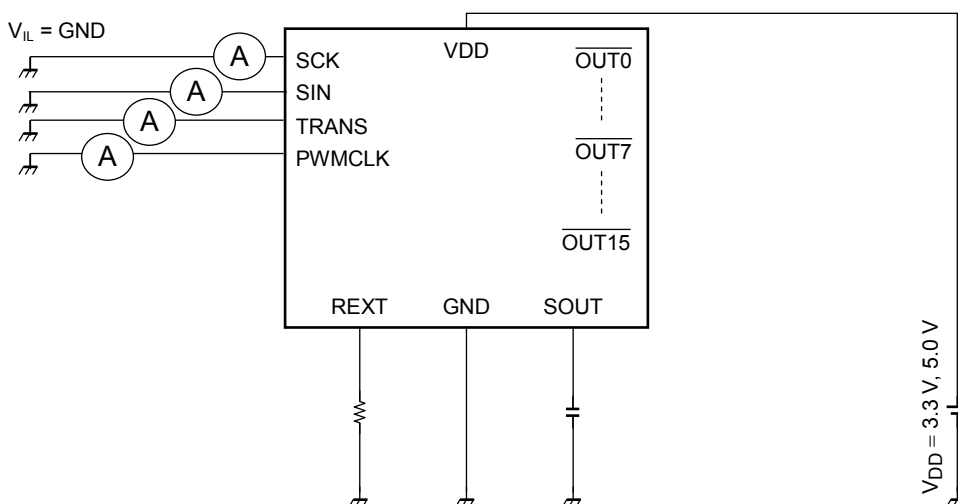 V_IL = GND
A
SCK
VDD
OUT0
A
SIN
A
TRANS
A
PWMCLK
OUT7
OUT15
REXT
GND
SOUT
V_DD = 3.3 V, 5.0 V